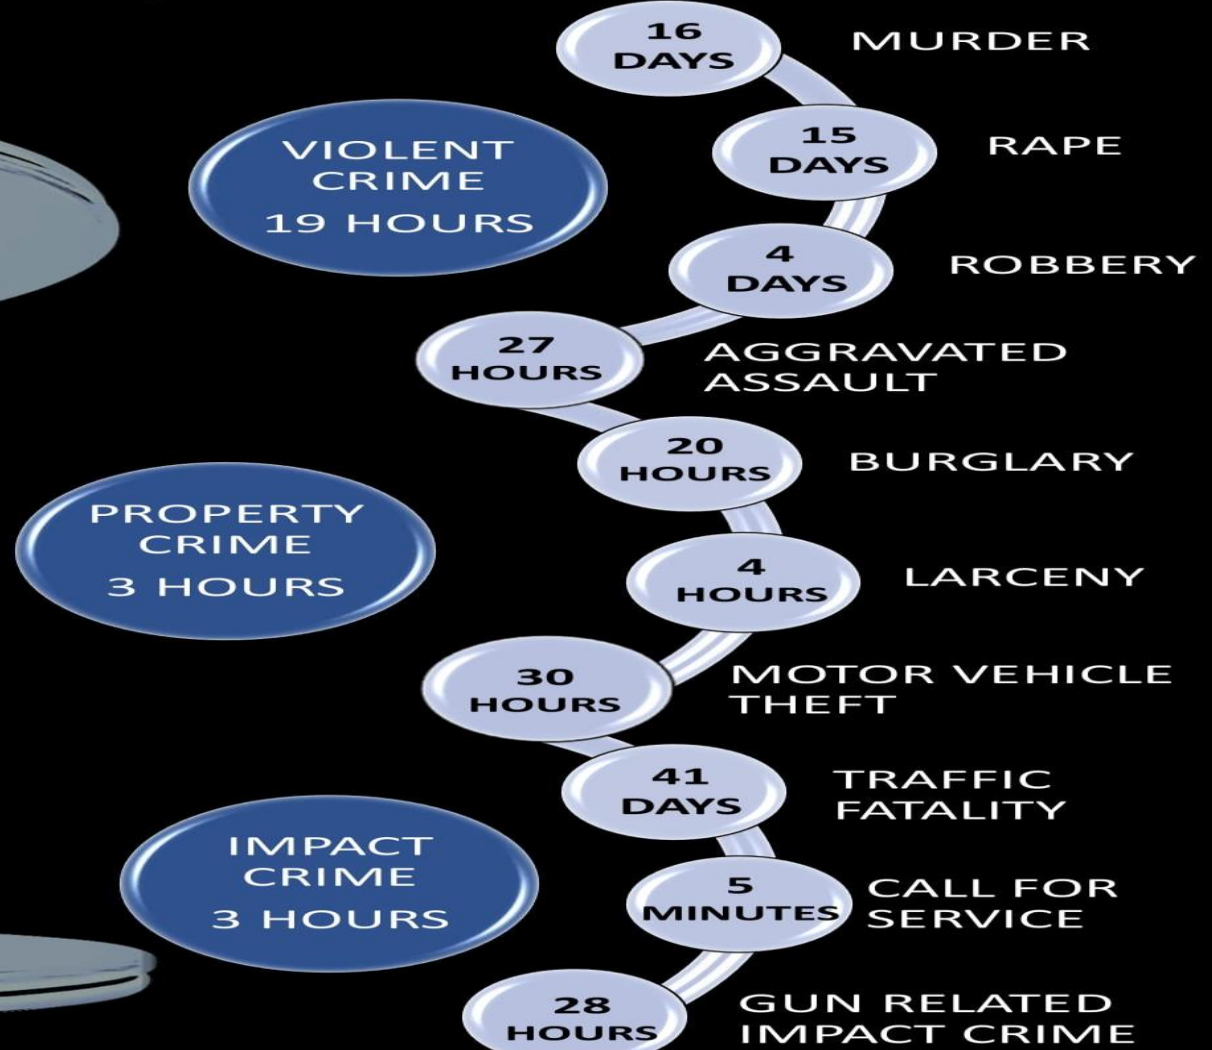 16
DAYS
MURDER
VIOLENT
CRIME
19 HOURS
15
DAYS
RAPE
4
DAYS
ROBBERY
27
HOURS
AGGRAVATED
ASSAULT
20
HOURS
BURGLARY
PROPERTY
CRIME
3 HOURS
4
HOURS
LARCENY
30
HOURS
MOTOR VEHICLE
THEFT
41
DAYS
TRAFFIC
FATALITY
IMPACT
CRIME
3 HOURS
5
MINUTES
CALL FOR
SERVICE
28
HOURS
GUN RELATED
IMPACT CRIME